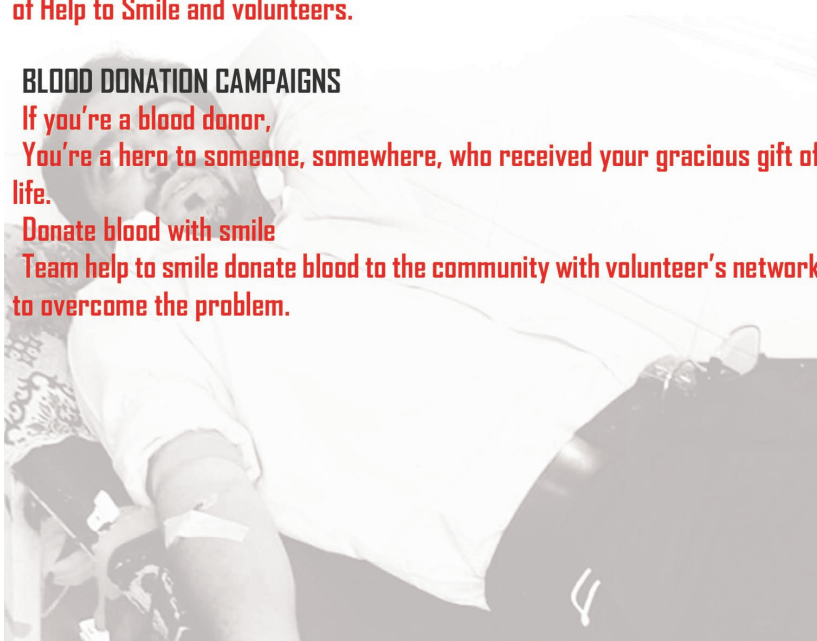 of Help to Smile and volunteers.
BLOOD DONATION CAMPAIGNS
If you're a blood donor,
You're a hero to someone, somewhere, who received your gracious gift of
life.
Donate blood with smile
Team help to smile donate blood to the community with volunteer's network
to overcome the problem.